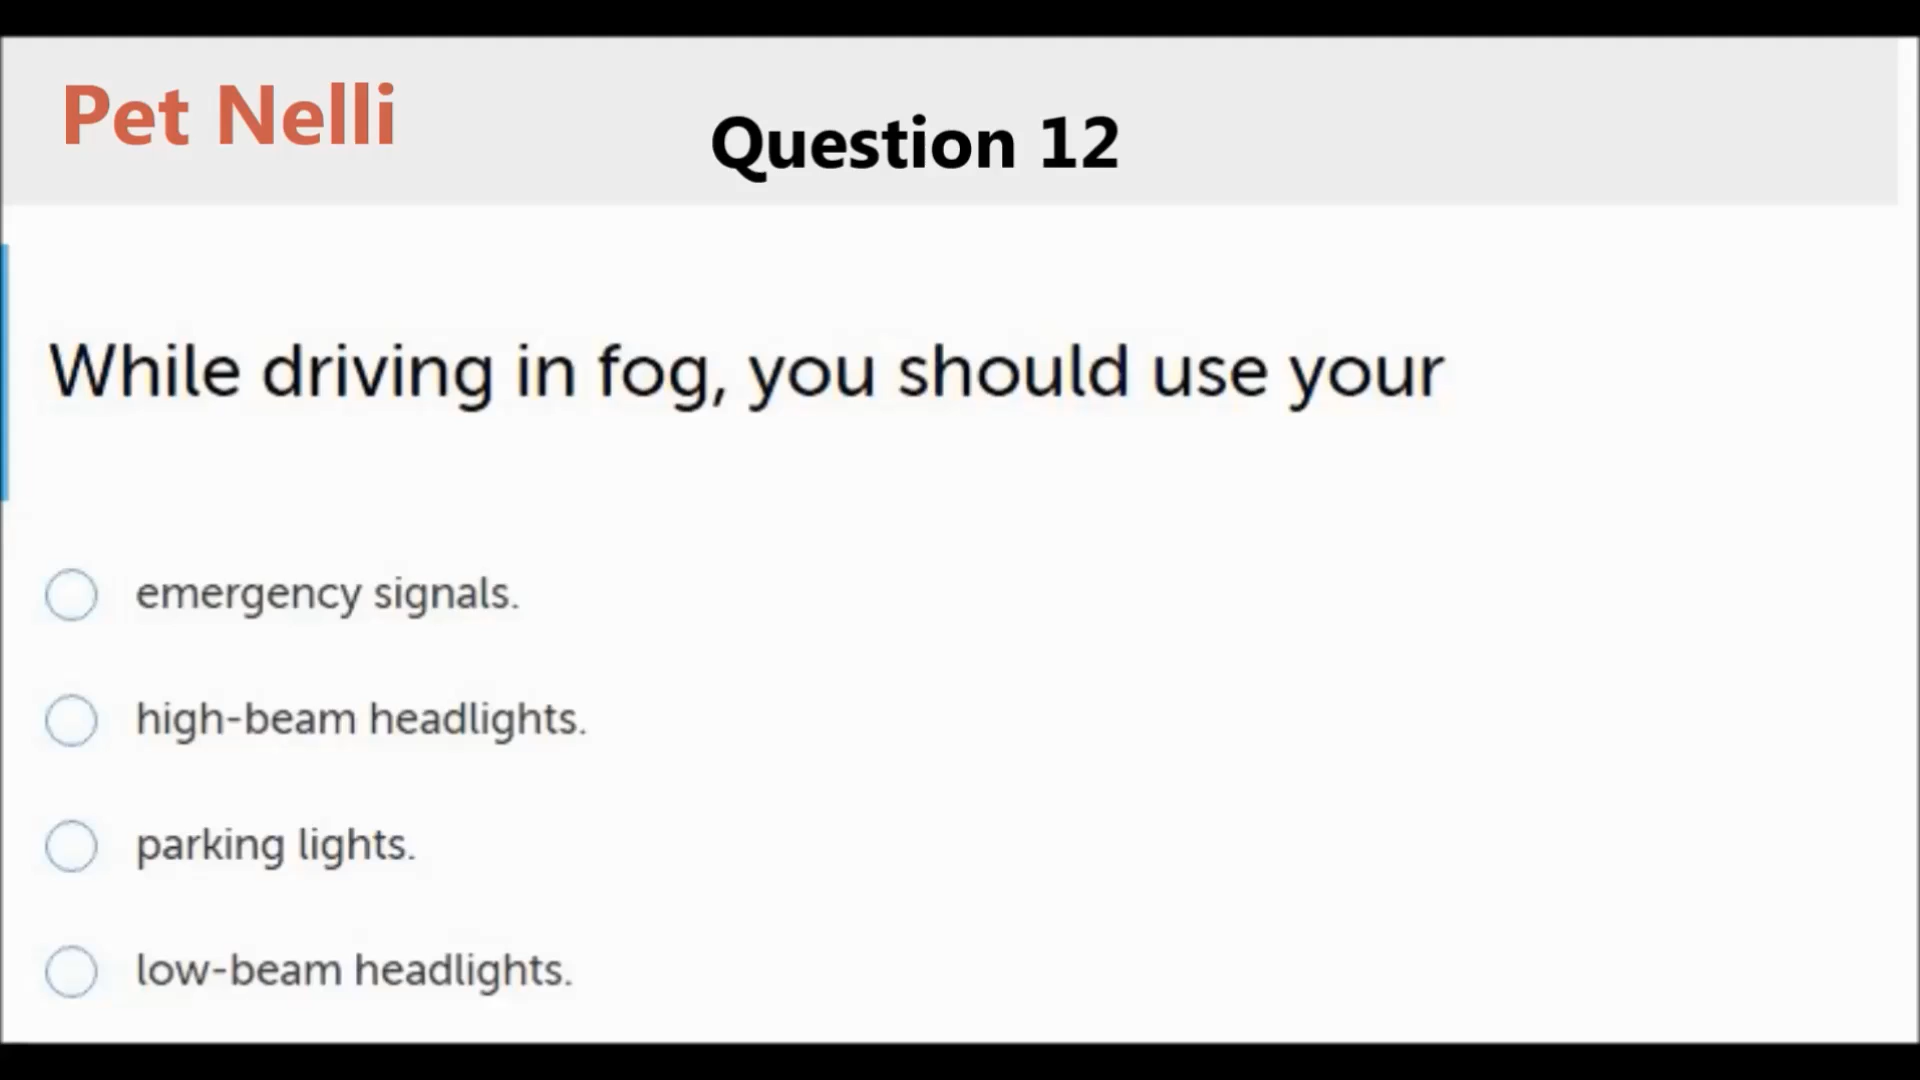 Pet Nelli
Question 12
While driving in fog, you should use your
emergency signals.
high-beam headlights.
parking lights.
low-beam headlights.